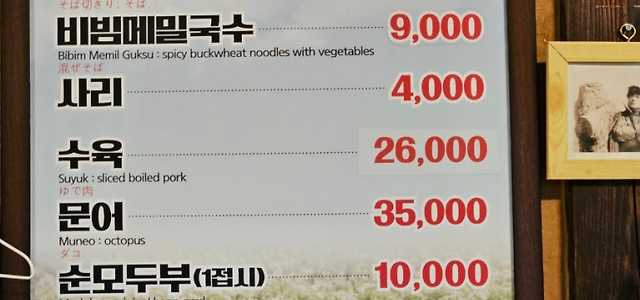 そば切きり, そば
비빔메밀국수 9,000
Bibim Memil Guksu : spicy buckwheat noodles with vegetables
混ぜそば
사리 4,000
수육 26,000
Suyuk : sliced boiled pork
ゆで肉
문어 35,000
Muneo : octopus
タコ
순모두부(1접시) 10,000